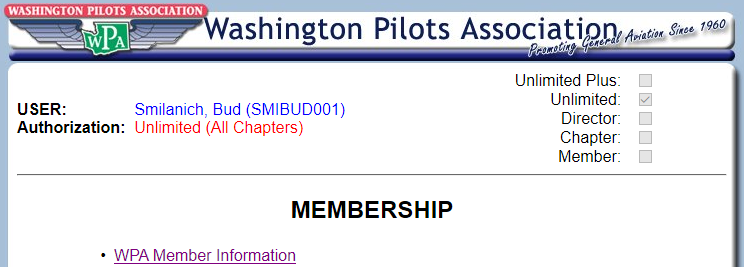 WASHINGTON PILOTS ASSOCIATION
WPA
Washington Pilots Association
Promoting General Aviation Since 1960
Unlimited Plus:
Unlimited:
USER: Smilanich, Bud (SMIBUD001)
Director:
Authorization: Unlimited (All Chapters)
Chapter:
Member:
MEMBERSHIP
• WPA Member Information